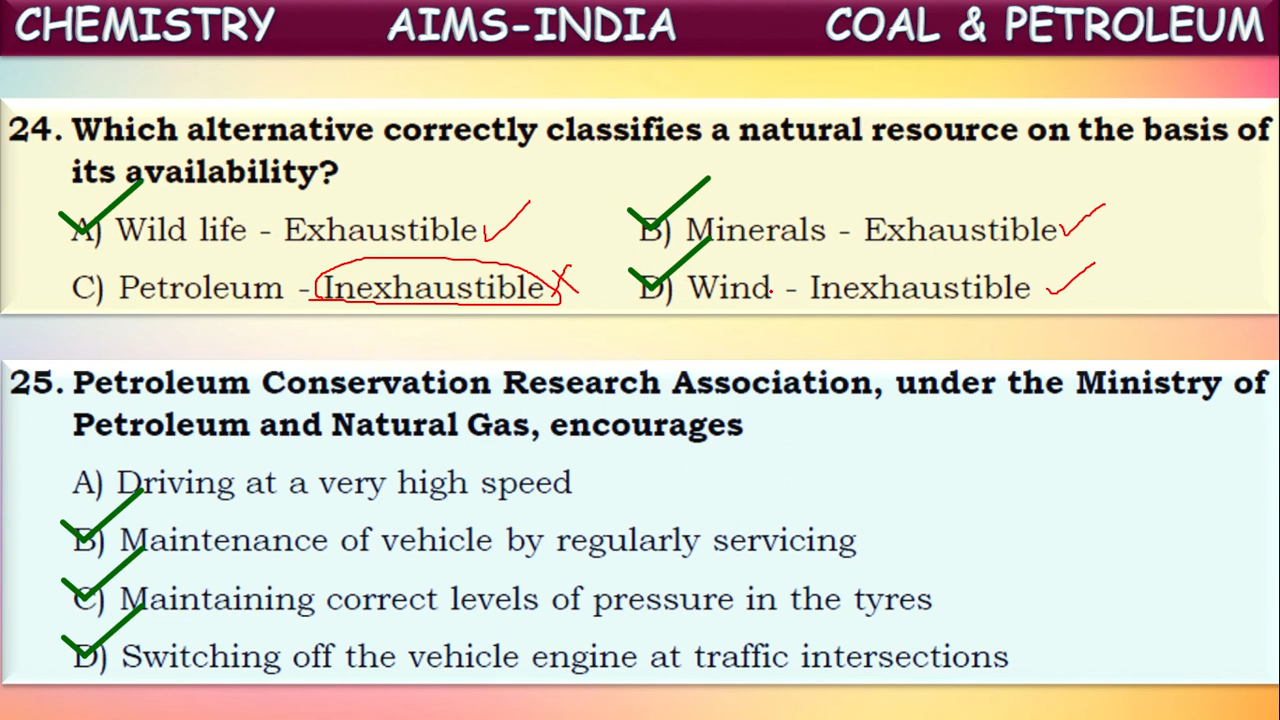 CHEMISTRY AIMS-INDIA COAL & PETROLEUM
24. Which alternative correctly classifies a natural resource on the basis of
its availability?
A) Wild life - Exhaustible B) Minerals - Exhaustible
C) Petroleum - Inexhaustible D) Wind - Inexhaustible
25. Petroleum Conservation Research Association, under the Ministry of
Petroleum and Natural Gas, encourages
A) Driving at a very high speed
B) Maintenance of vehicle by regularly servicing
C) Maintaining correct levels of pressure in the tyres
D) Switching off the vehicle engine at traffic intersections